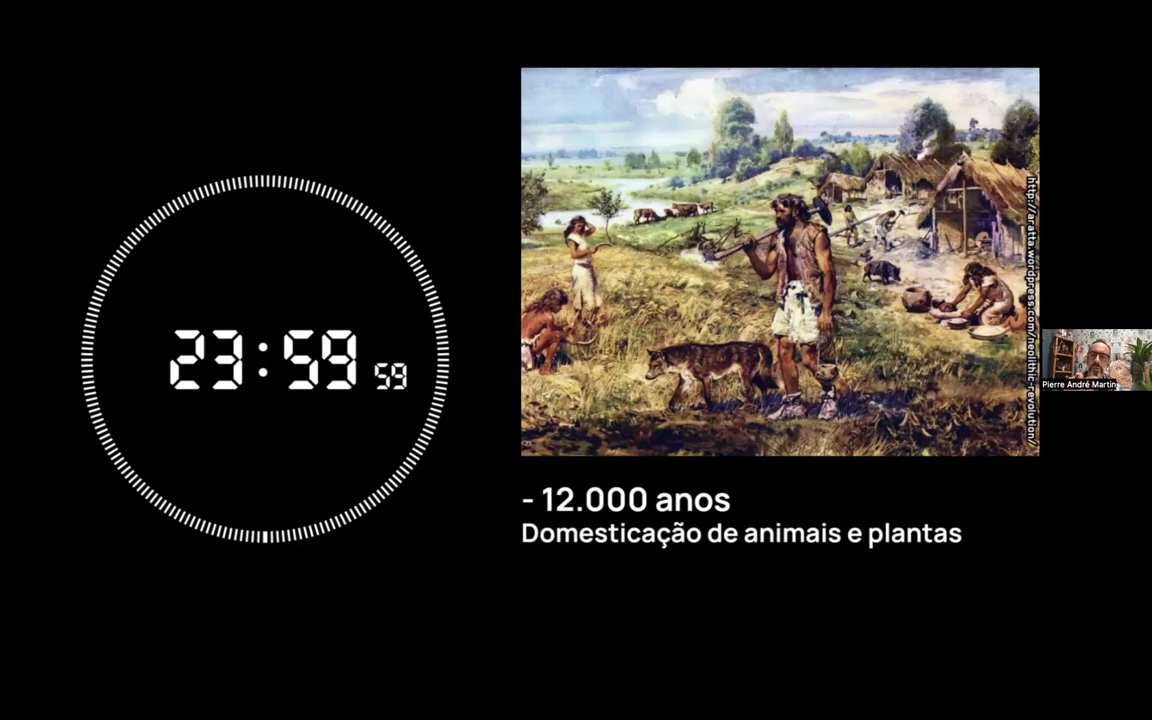 23:59 59
http://aratta.wordpress.com/neolithic-revolution//
- 12.000 anos
Domesticação de animais e plantas
Pierre André Martin